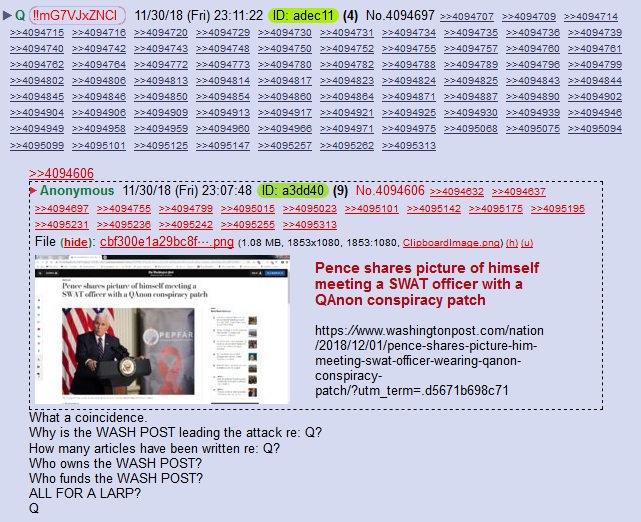 ▶ Q !!mG7VJxZNCI 11/30/18 (Fri) 23:11:22 ID: adec11 (4) No.4094697 >>4094707 >>4094709 >>4094714
>>4094715 >>4094716 >>4094720 >>4094729 >>4094730 >>4094731 >>4094734 >>4094735 >>4094736 >>4094739
>>4094740 >>4094742 >>4094743 >>4094748 >>4094750 >>4094752 >>4094755 >>4094757 >>4094760 >>4094761
>>4094762 >>4094764 >>4094772 >>4094773 >>4094780 >>4094782 >>4094788 >>4094789 >>4094796 >>4094799
>>4094802 >>4094806 >>4094813 >>4094814 >>4094817 >>4094823 >>4094824 >>4094825 >>4094843 >>4094844
>>4094845 >>4094846 >>4094850 >>4094854 >>4094860 >>4094864 >>4094871 >>4094887 >>4094890 >>4094902
>>4094904 >>4094906 >>4094909 >>4094913 >>4094917 >>4094921 >>4094925 >>4094930 >>4094939 >>4094946
>>4094949 >>4094958 >>4094959 >>4094960 >>4094966 >>4094971 >>4095068 >>4095075 >>4095094
>>4095099 >>4095101 >>4095125 >>4095147 >>4095257 >>4095262 >>4095313
>>4094606
▶ Anonymous 11/30/18 (Fri) 23:07:48 ID: a3dd40 (9) No.4094606 >>4094632 >>4094637
>>4094697 >>4094755 >>4094799 >>4095015 >>4095023 >>4095101 >>4095142 >>4095175 >>4095195
>>4095231 >>4095236 >>4095242 >>4095255 >>4095313
File (hide): cbf300e1a29bc8f⋯.png (1.08 MB, 1853x1080, 1853:1080, ClipboardImage.png) (h) (u)
Pence shares picture of himself meeting a
SWAT officer with a QAnon conspiracy patch
PEPFAR
Pence shares picture of himself
meeting a SWAT officer with a
QAnon conspiracy patch
https://www.washingtonpost.com/nation
/2018/12/01/pence-shares-picture-him-
meeting-swat-officer-wearing-qanon-
conspiracy-
patch/?utm_term=.d5671b698c71
What a coincidence.
Why is the WASH POST leading the attack re: Q?
How many articles have been written re: Q?
Who owns the WASH POST?
Who funds the WASH POST?
ALL FOR A LARP?
Q